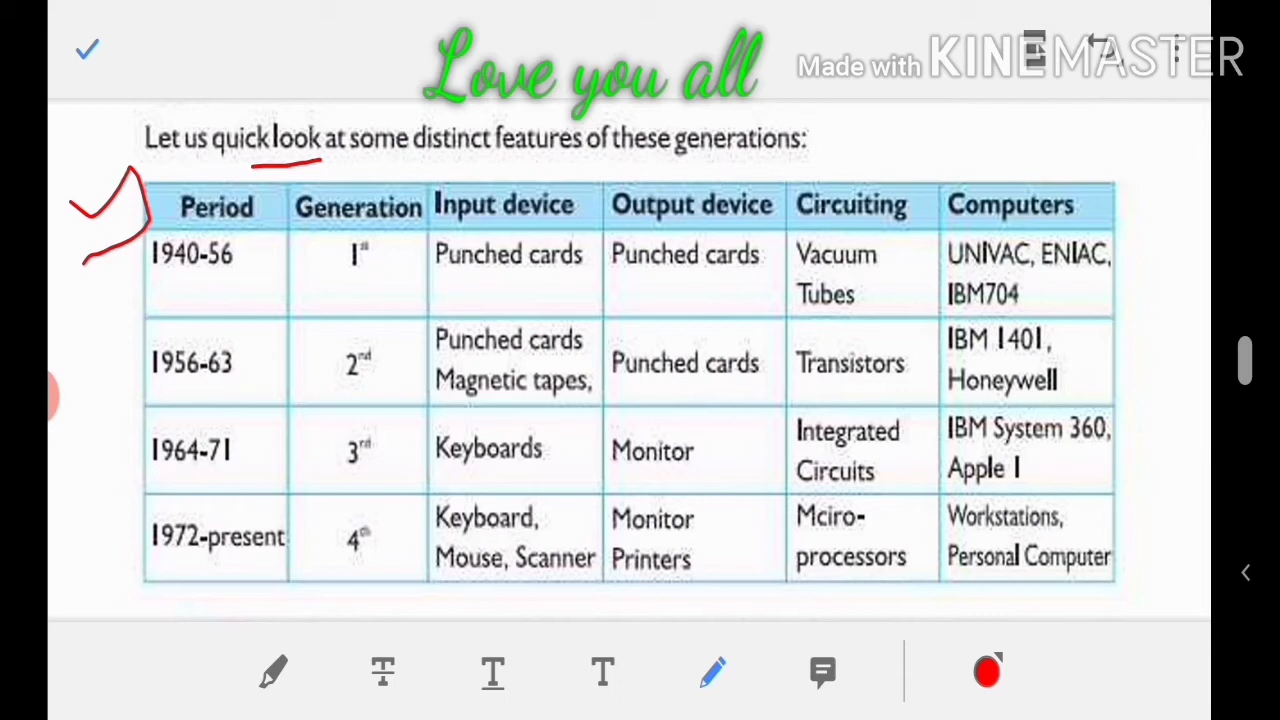 Love you all
Made with KINEMASTER
Let us quick look at some distinct features of these generations:
Period Generation Input device Output device Circuiting Computers
1940-56 1st Punched cards Punched cards Vacuum Tubes UNIVAC, ENIAC, IBM704
1956-63 2nd Punched cards Magnetic tapes, Punched cards Transistors IBM 1401, Honeywell
1964-71 3rd Keyboards Monitor Integrated Circuits IBM System 360, Apple 1
1972-present 4th Keyboard, Mouse, Scanner Monitor Printers Mciro-processors Workstations, Personal Computer
T T T